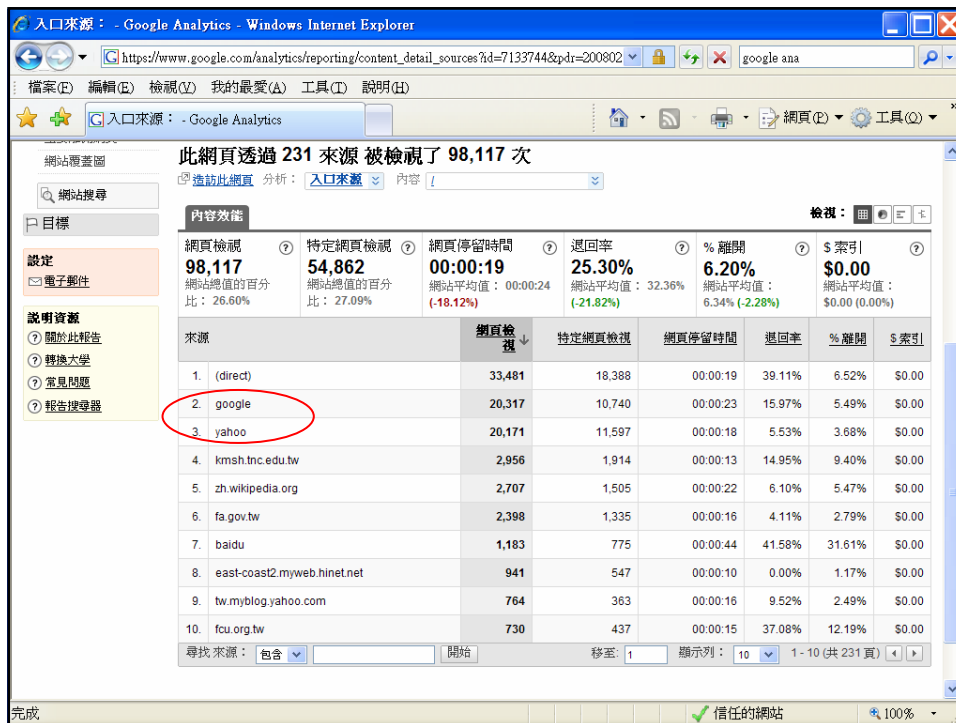 入口來源： - Google Analytics - Windows Internet Explorer
https://www.google.com/analytics/reporting/content_detail_sources?id=7133744&pdr=200802
google ana
檔案(F) 編輯(E) 檢視(V) 我的最愛(A) 工具(T) 說明(H)
入口來源： - Google Analytics
網頁(P) 工具(O)
網站覆蓋圖
網站搜尋
目標
設定
電子郵件
說明資源
關於此報告
轉換大學
常見問題
報告搜尋器
此網頁透過 231 來源 被檢視了 98,117 次
造訪此網頁 分析： 入口來源 內容 /
內容效能
檢視：
網頁檢視 特定網頁檢視 網頁停留時間 退回率 % 離開 $ 索引
98,117 54,862 00:00:19 25.30% 6.20% $0.00
網站總值的百分比： 26.60%
網站總值的百分比： 27.09%
網站平均值： 00:00:24 (-18.12%)
網站平均值： 32.36% (-21.82%)
網站平均值： 6.34% (-2.28%)
網站平均值： $0.00 (0.00%)
來源 網頁檢視 特定網頁檢視 網頁停留時間 退回率 % 離開 $ 索引
1. (direct) 33,481 18,388 00:00:19 39.11% 6.52% $0.00
2. google 20,317 10,740 00:00:23 15.97% 5.49% $0.00
3. yahoo 20,171 11,597 00:00:18 5.53% 3.68% $0.00
4. kmsh.tnc.edu.tw 2,956 1,914 00:00:13 14.95% 9.40% $0.00
5. zh.wikipedia.org 2,707 1,505 00:00:22 6.10% 5.47% $0.00
6. fa.gov.tw 2,398 1,335 00:00:16 4.11% 2.79% $0.00
7. baidu 1,183 775 00:00:44 41.58% 31.61% $0.00
8. east-coast2.myweb.hinet.net 941 547 00:00:10 0.00% 1.17% $0.00
9. tw.myblog.yahoo.com 764 363 00:00:16 9.52% 2.49% $0.00
10. fcu.org.tw 730 437 00:00:15 37.08% 12.19% $0.00
尋找 來源： 包含 開始 移至: 1 顯示列： 10 1 - 10 (共 231 頁)
完成 信任的網站 100%